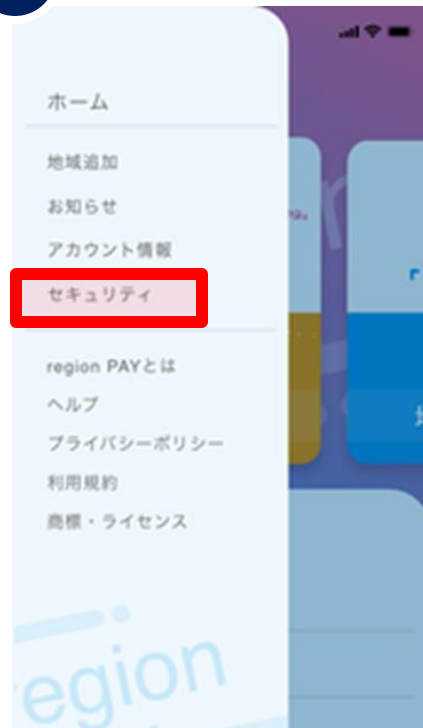 ホーム
地域追加
お知らせ
アカウント情報
セキュリティ
region PAYとは
ヘルプ
プライバシーポリシー
利用規約
商標・ライセンス
region